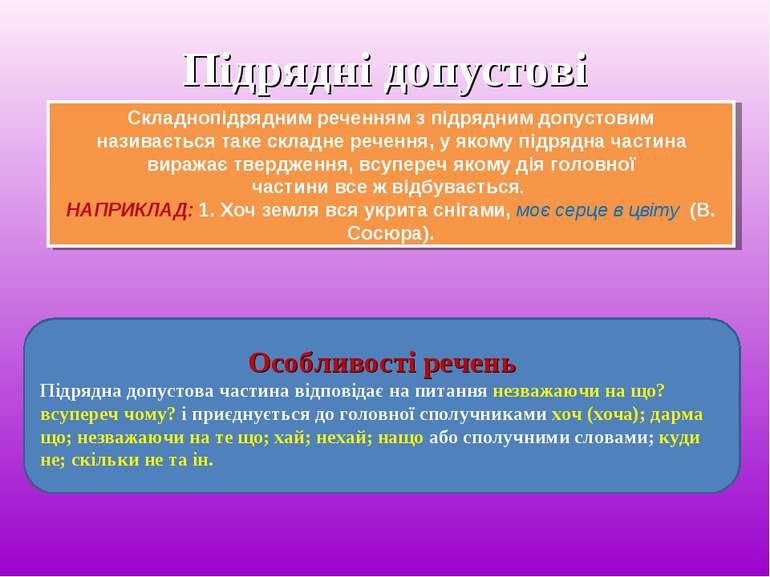 Підрядні допустові
Складнопідрядним реченням з підрядним допустовим
називається таке складне речення, у якому підрядна частина
виражає твердження, всупереч якому дія головної
частини все ж відбувається.
НАПРИКЛАД: 1. Хоч земля вся укрита снігами, моє серце в цвіту (В.
Сосюра).
Особливості речень
Підрядна допустова частина відповідає на питання незважаючи на що?
всупереч чому? і приєднується до головної сполучниками хоч (хоча); дарма
що; незважаючи на те що; хай; нехай; нащо або сполучними словами; куди
не; скільки не та ін.